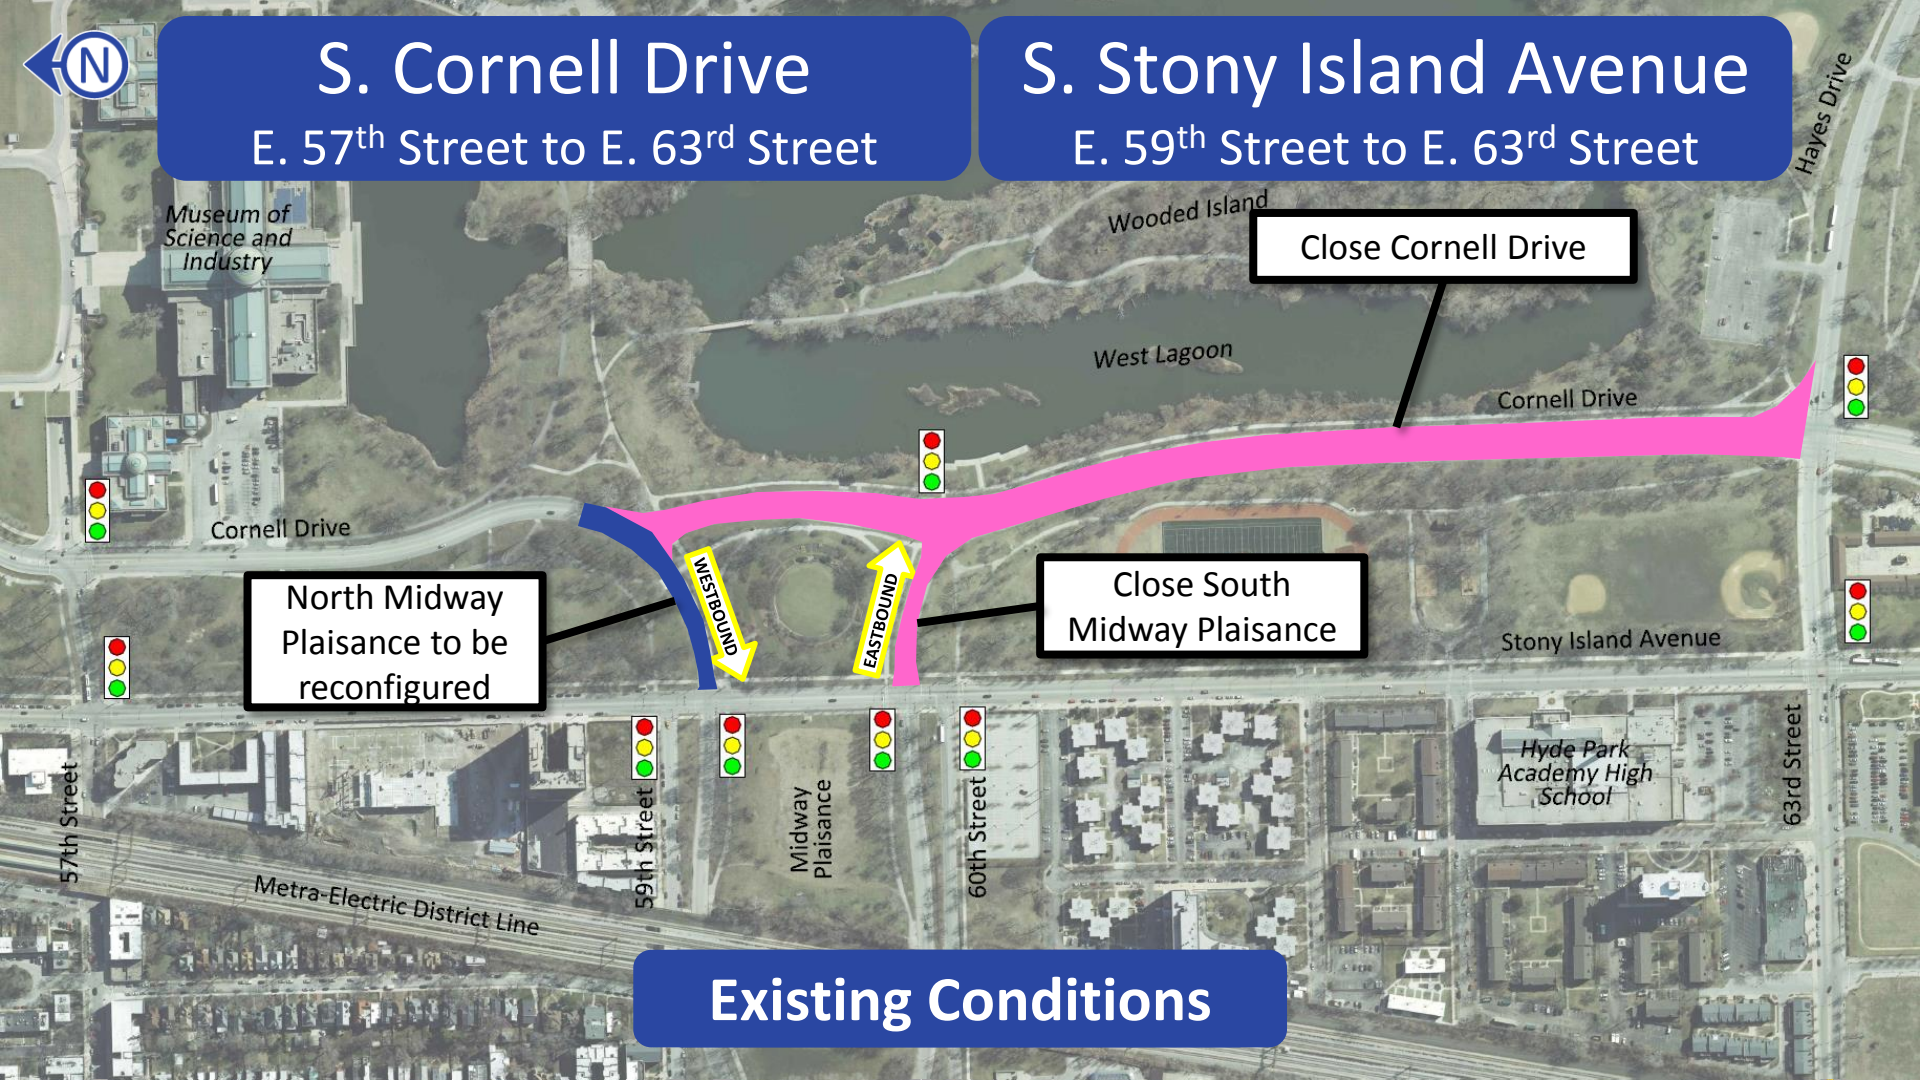 N
S. Cornell Drive
E. 57th Street to E. 63rd Street
S. Stony Island Avenue
E. 59th Street to E. 63rd Street
Hayes Drive
Museum of
Science and
Industry
Wooded Island
Close Cornell Drive
West Lagoon
Cornell Drive
Cornell Drive
North Midway
Plaisance to be
reconfigured
WESTBOUND
EASTBOUND
Close South
Midway Plaisance
Stony Island Avenue
57th Street
59th Street
Midway
Plaisance
60th Street
Hyde Park
Academy High
School
63rd Street
Metra-Electric District Line
Existing Conditions